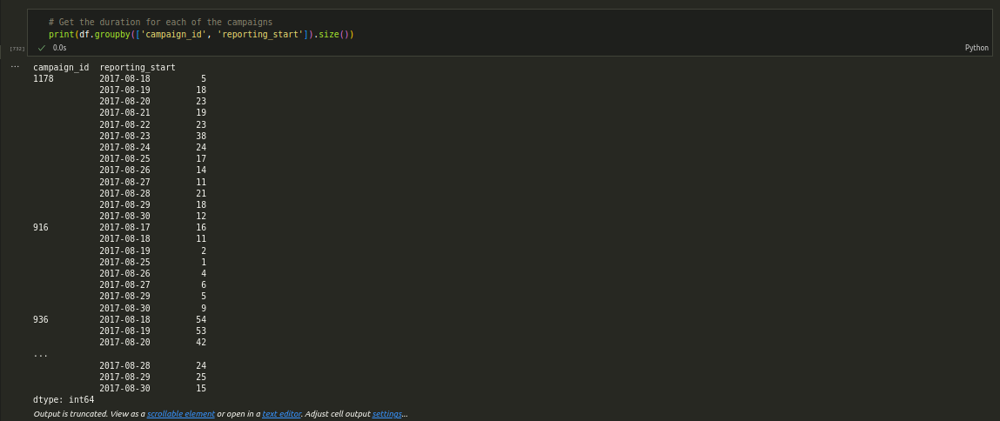 # Get the duration for each of the campaigns
print(df.groupby(['campaign_id', 'reporting_start']).size())
[732] 0.0s Python
... campaign_id  reporting_start
1178         2017-08-18          5
             2017-08-19         18
             2017-08-20         23
             2017-08-21         19
             2017-08-22         23
             2017-08-23         38
             2017-08-24         24
             2017-08-25         17
             2017-08-26         14
             2017-08-27         11
             2017-08-28         21
             2017-08-29         18
             2017-08-30         12
916          2017-08-17         16
             2017-08-18         11
             2017-08-19          2
             2017-08-25          1
             2017-08-26          4
             2017-08-27          6
             2017-08-29          5
             2017-08-30          9
936          2017-08-18         54
             2017-08-19         53
             2017-08-20         42
...
             2017-08-28         24
             2017-08-29         25
             2017-08-30         15
dtype: int64
Output is truncated. View as a scrollable element or open in a text editor. Adjust cell output settings...